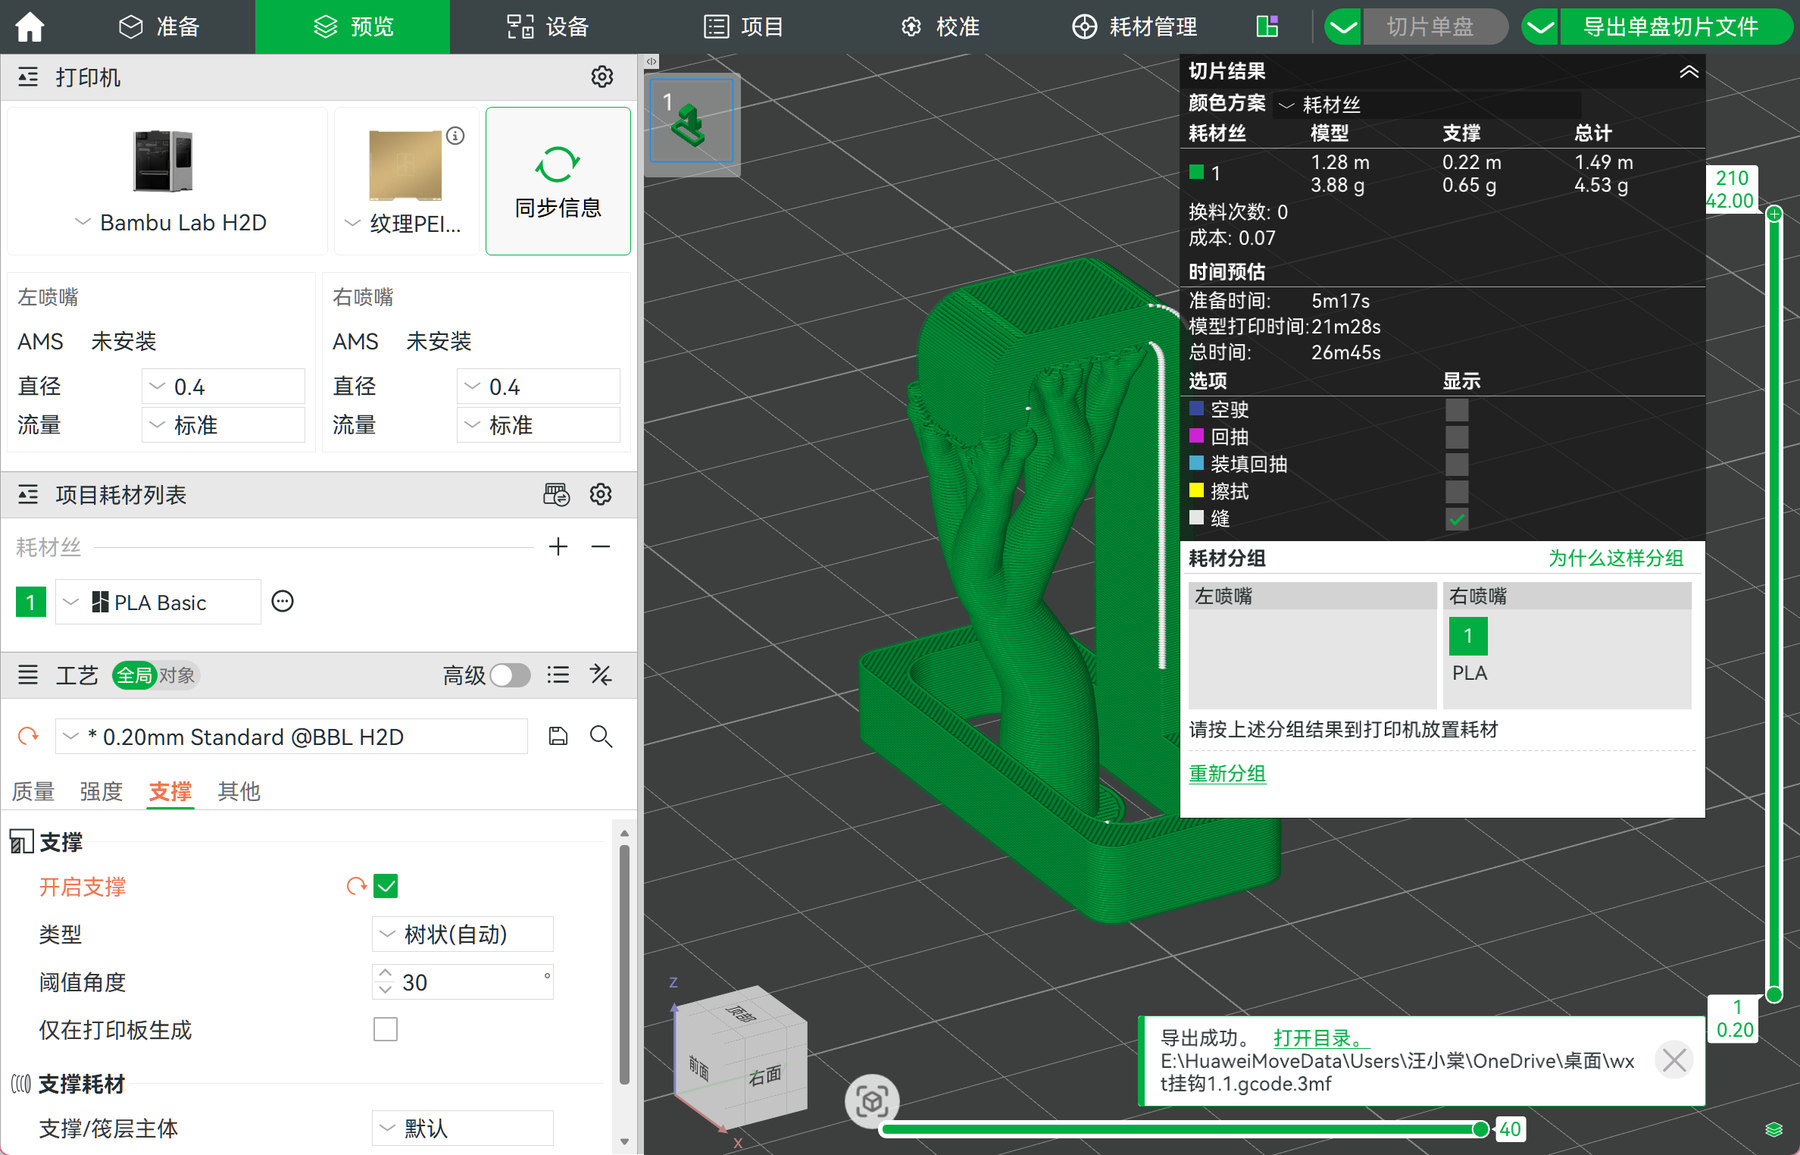 准备
预览
设备
项目
校准
耗材管理
切片单盘
导出单盘切片文件
打印机
Bambu Lab H2D
纹理PEI...
同步信息
左喷嘴
AMS 未安装
直径 0.4
流量 标准
右喷嘴
AMS 未安装
直径 0.4
流量 标准
项目耗材列表
耗材丝
1 PLA Basic
工艺 全局 对象 高级
* 0.20mm Standard @BBL H2D
质量 强度 支撑 其他
支撑
开启支撑
类型 树状(自动)
阈值角度 30 °
仅在打印板生成
支撑耗材
支撑/筏层主体 默认
1
切片结果
颜色方案 耗材丝
耗材丝 模型 支撑 总计
1 1.28 m 0.22 m 1.49 m
3.88 g 0.65 g 4.53 g
换料次数: 0
成本: 0.07
时间预估
准备时间: 5m17s
模型打印时间: 21m28s
总时间: 26m45s
选项 显示
空驶
回抽
装填回抽
擦拭
缝
耗材分组 为什么这样分组
左喷嘴 右喷嘴
1
PLA
请按上述分组结果到打印机放置耗材
重新分组
210
42.00
1
0.20
导出成功。 打开目录。
E:\HuaweiMoveData\Users\汪小棠\OneDrive\桌面\wx
t挂钩1.1.gcode.3mf
40
Z
顶部
前面
右面
X